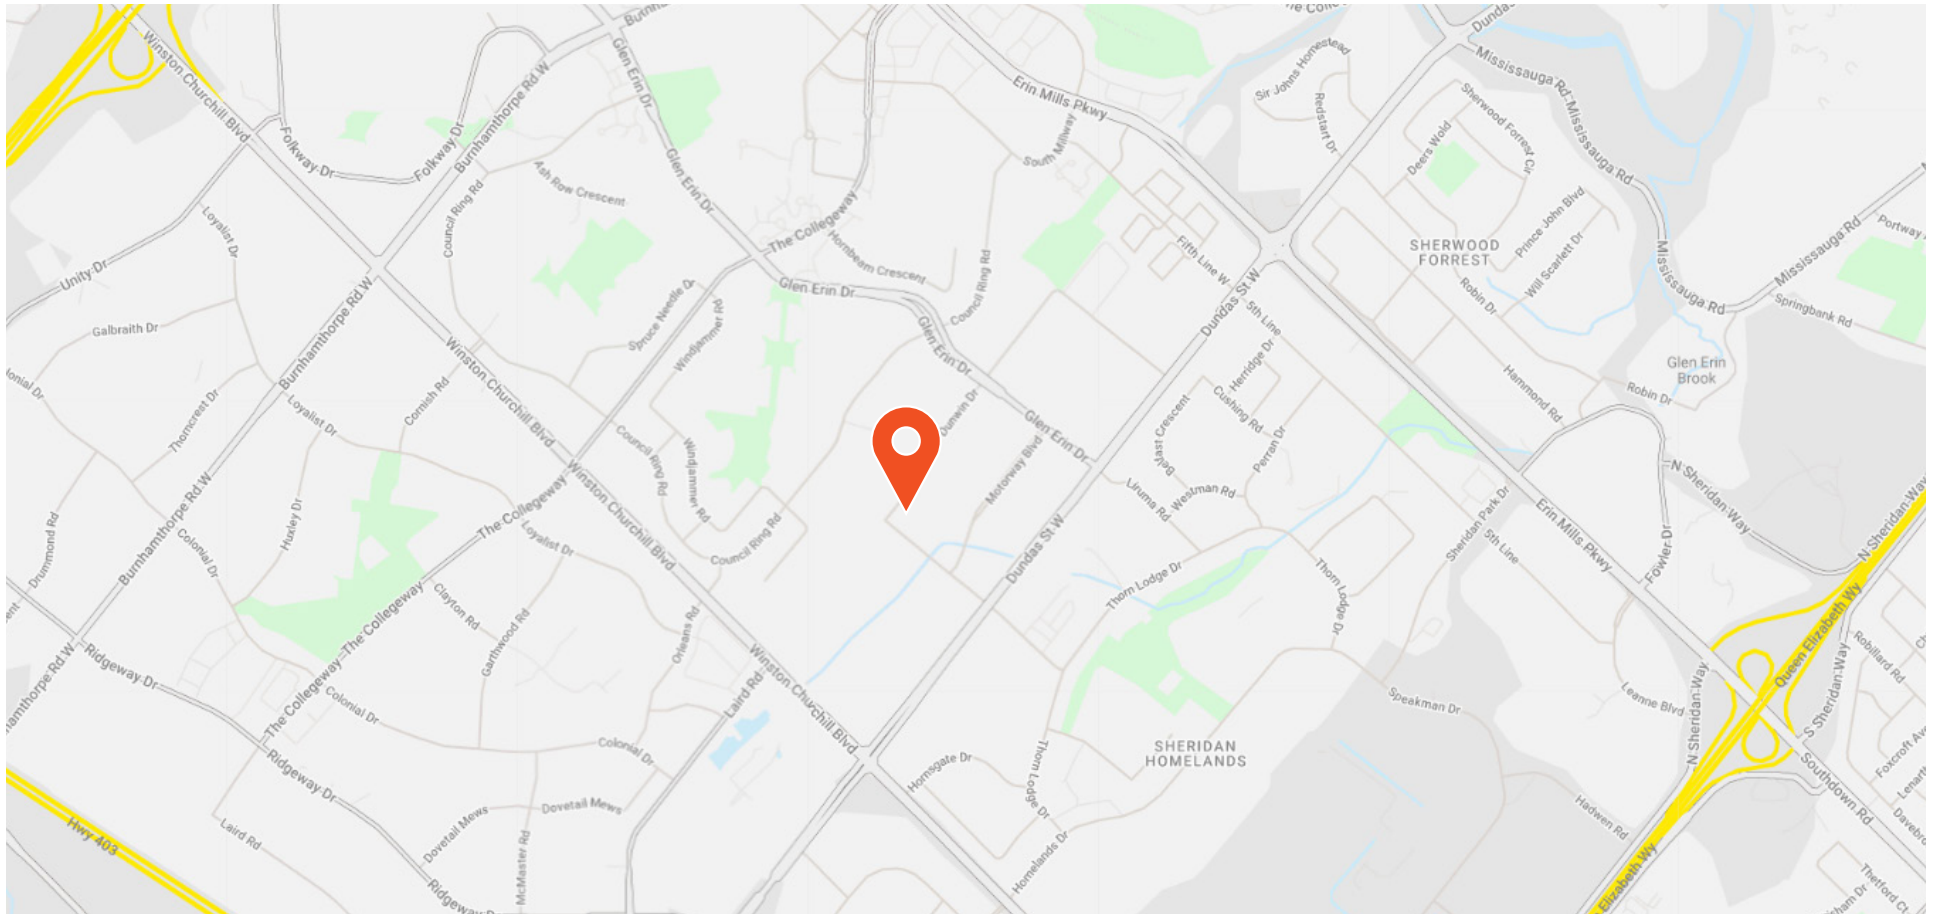 Winston Churchill Blvd
Burnhamthorpe Rd W
Glen Erin Dr
Folkway Dr
Folkway Dr
Erin Mills Pkwy
Sir Johns Homestead
Redstart Dr
Mississauga Rd
Mississauga Rd
Sherwood Forrest Cir
Deers Wold
South Millway
Council Ring Rd
Ash Row Crescent
Glen Erin Dr
The Collegeway
Hornbeam Crescent
Loyalist Dr
Unity Dr
Fifth Line W
SHERWOOD
FORREST
Prince John Blvd
Will Scarlett Dr
Robin Dr
Mississauga Rd
Mississauga Rd
Springbank Rd
Glen Erin Dr
Council Ring Rd
Dundas St W
5th Line
Galbraith Dr
Burnhamthorpe Rd W
Spruce Needle Dr
Windjammer Rd
Glen Erin Dr
Glen Erin
Brook
Herridge Dr
Cushing Rd
Hammond Rd
Robin Dr
Winston Churchill Blvd
Cornish Rd
Loyalist Dr
Thorncrest Dr
Dunwin Dr
Glen Erin Dr
Motorway Blvd
Belfast Crescent
Perran Dr
Westman Rd
Liruma Rd
Council Ring Rd
Windjammer Rd
Council Ring Rd
N Sheridan Way
N Sheridan Way
Burnhamthorpe Rd W
Drummond Rd
Huxley Dr
Colonial Dr
The Collegeway
Loyalist Dr
Winston Churchill Blvd
Dundas St W
Thorn Lodge Dr
Thorn Lodge Dr
Sheridan Park Dr
5th Line
Erin Mills Pkwy
Fowler Dr
Clayton Rd
Garthwood Rd
Orleans Rd
The Collegeway
The Collegeway
Ridgeway Dr
Colonial Dr
Laird Rd
Winston Churchill Blvd
Speakman Dr
Leanne Blvd
N Sheridan Way
Queen Elizabeth Wy
S Sheridan Way
Robillard Rd
Ridgeway Dr
Colonial Dr
Hornsgate Dr
Thorn Lodge Dr
SHERIDAN
HOMELANDS
Southdown Rd
Hwy 403
Laird Rd
Dovetail Mews
Dovetail Mews
McMaster Rd
Homelands Dr
Hadwen Rd
Thetford Ct